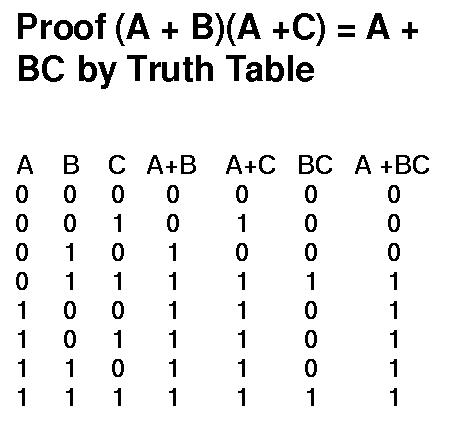 Proof (A + B)(A +C) = A +
BC by Truth Table
A B C A+B A+C BC A +BC
0 0 0 0 0 0 0
0 0 1 0 1 0 0
0 1 0 1 0 0 0
0 1 1 1 1 1 1
1 0 0 1 1 0 1
1 0 1 1 1 0 1
1 1 0 1 1 0 1
1 1 1 1 1 1 1